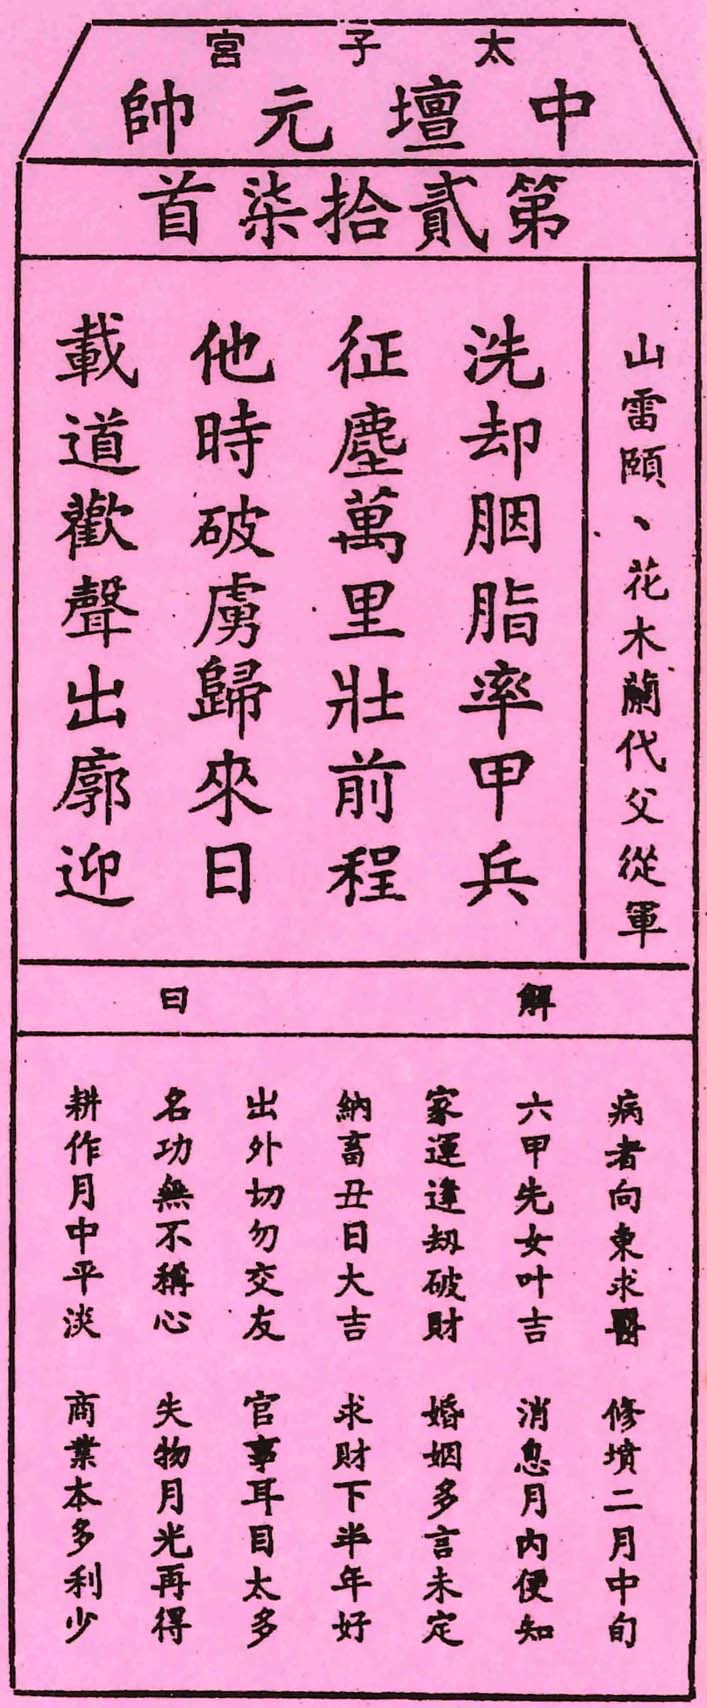 太子宮
中壇元帥
第貳拾柒首
山雷頤、花木蘭代父從軍
洗却胭脂率甲兵
征塵萬里壯前程
他時破虜歸來日
載道歡聲出廓迎
解曰
病者向東求醫 修墳二月中旬
六甲先女叶吉 消息月內便知
家運逢劫破財 婚姻多言未定
納畜丑日大吉 求財下半年好
出外切勿交友 官事耳目太多
名功無不稱心 失物月光再得
耕作月中平淡 商業本多利少